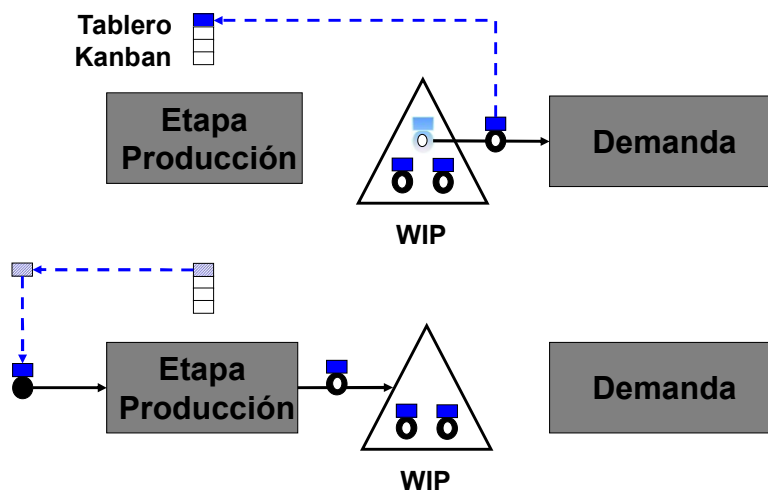 Tablero
Kanban
Etapa
Producción
Demanda
WIP
Etapa
Producción
Demanda
WIP